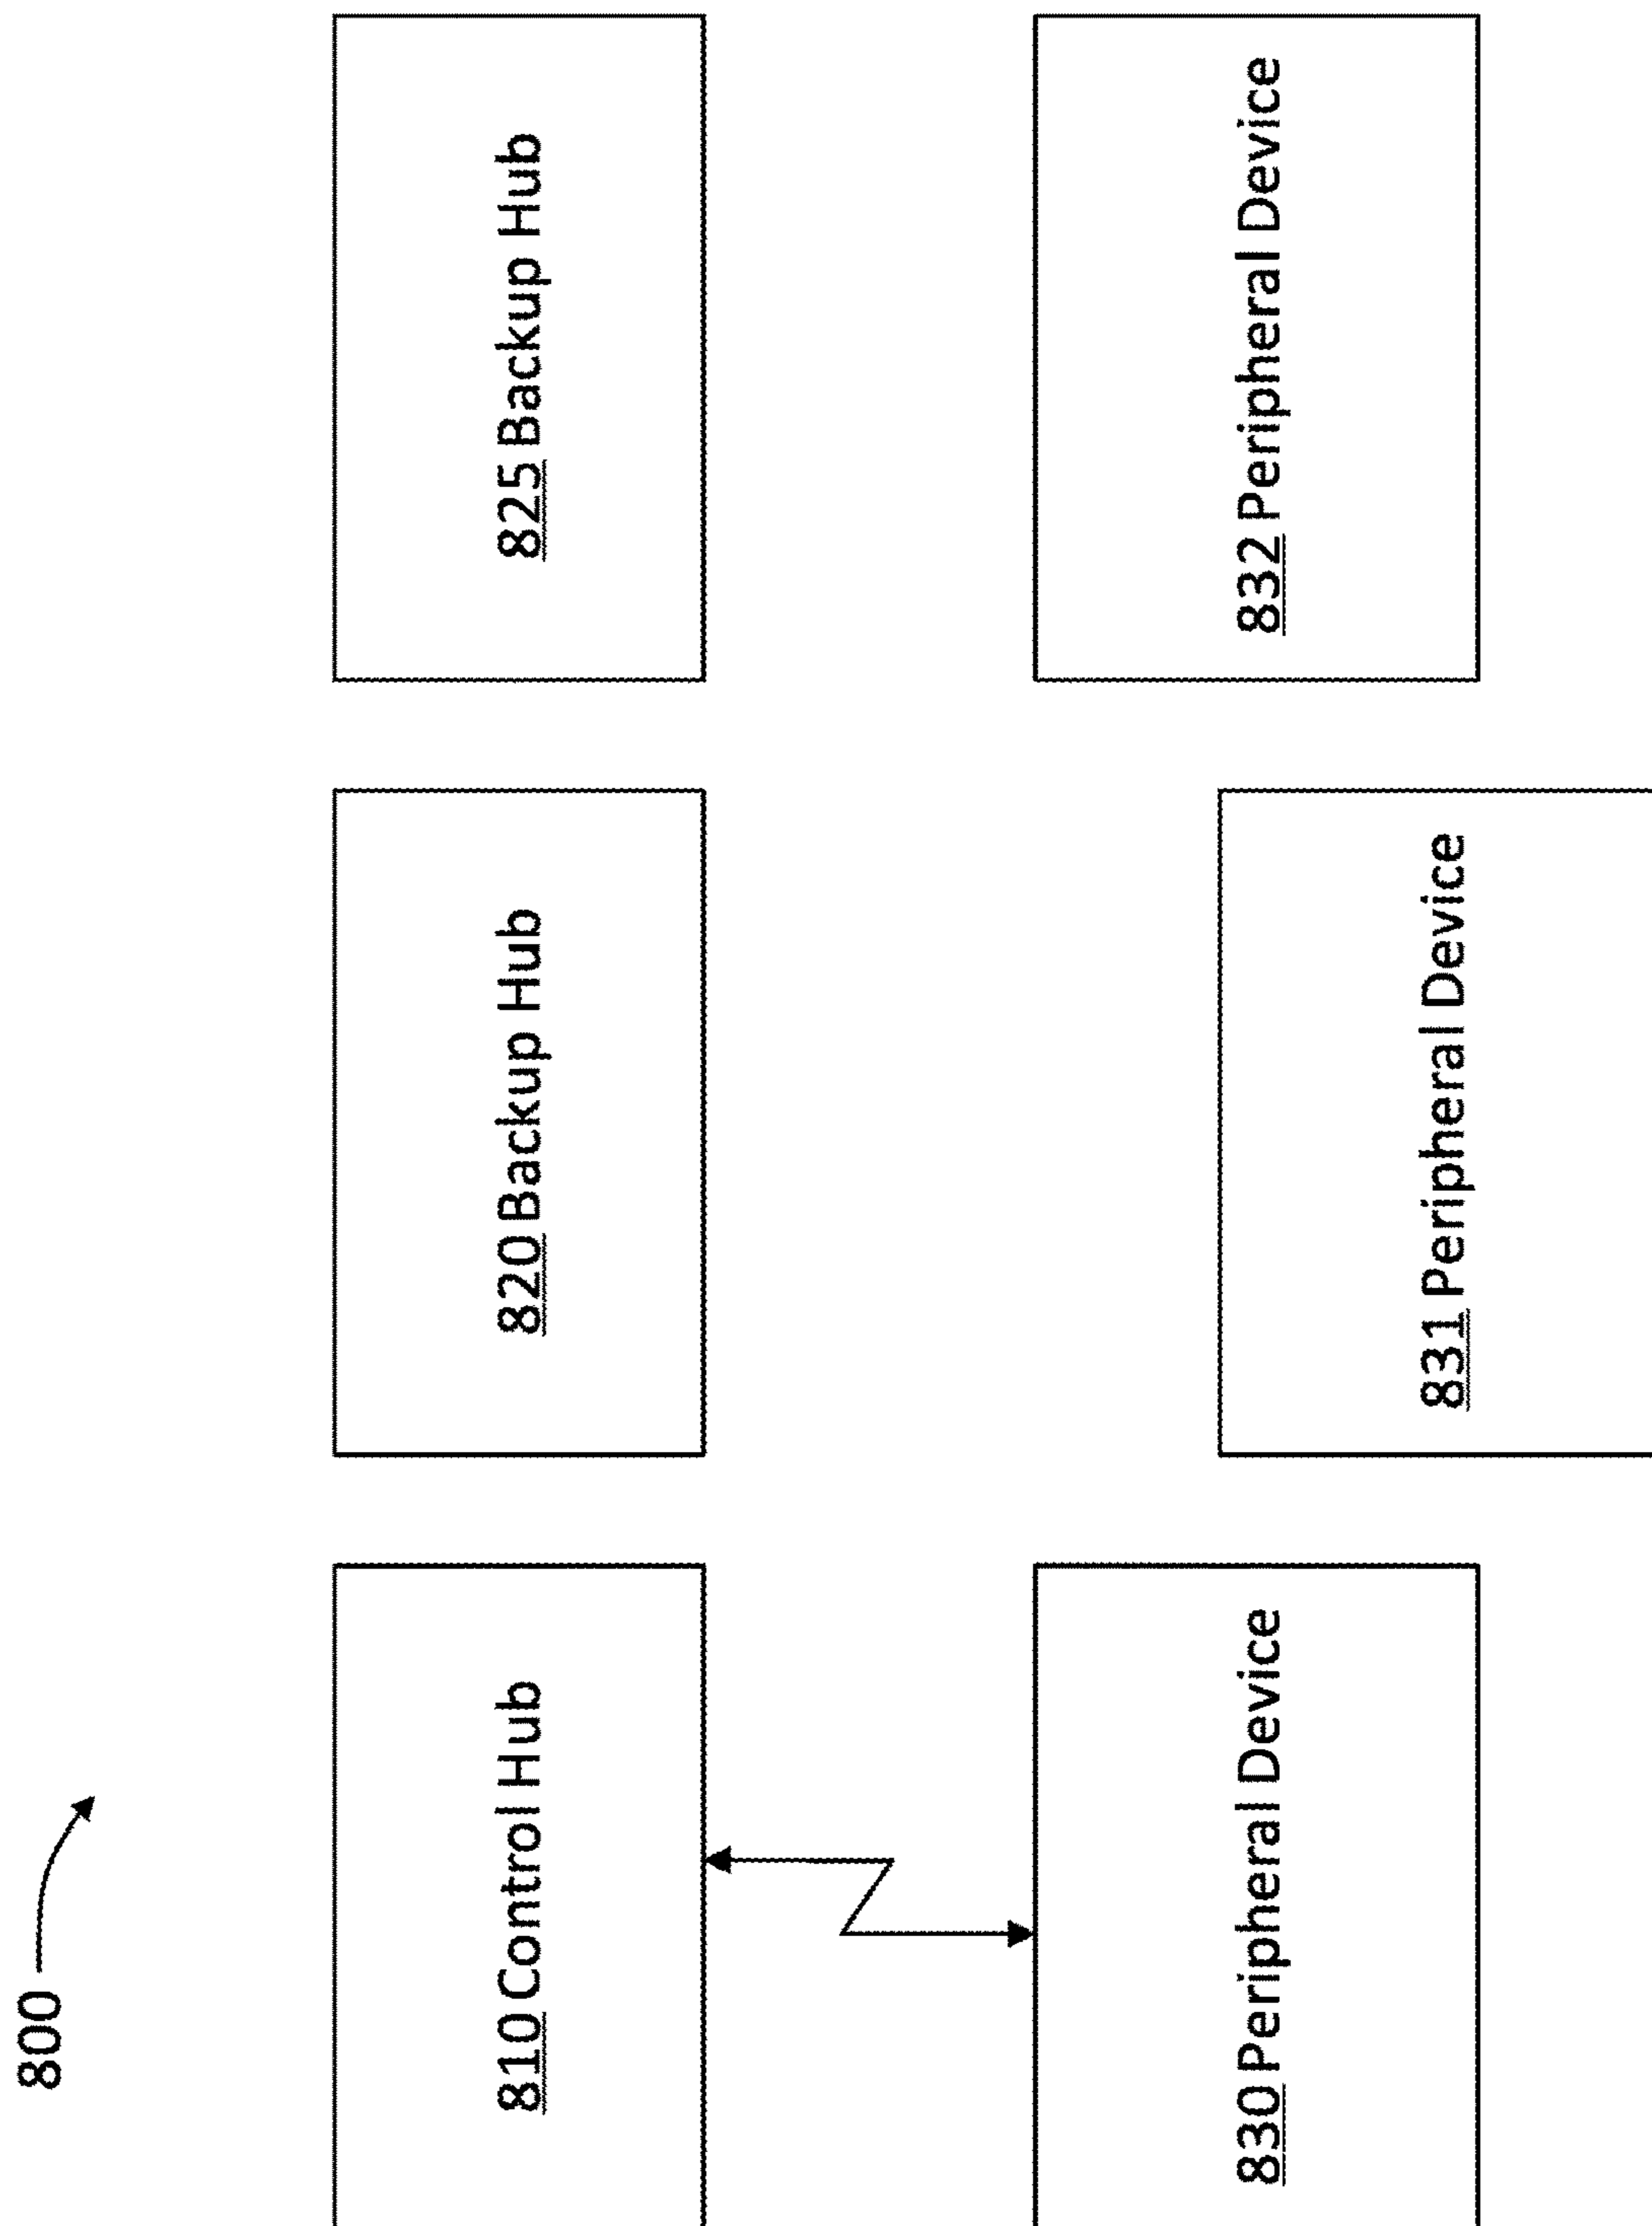 800
810 Control Hub
820 Backup Hub
825 Backup Hub
830 Peripheral Device
831 Peripheral Device
832 Peripheral Device